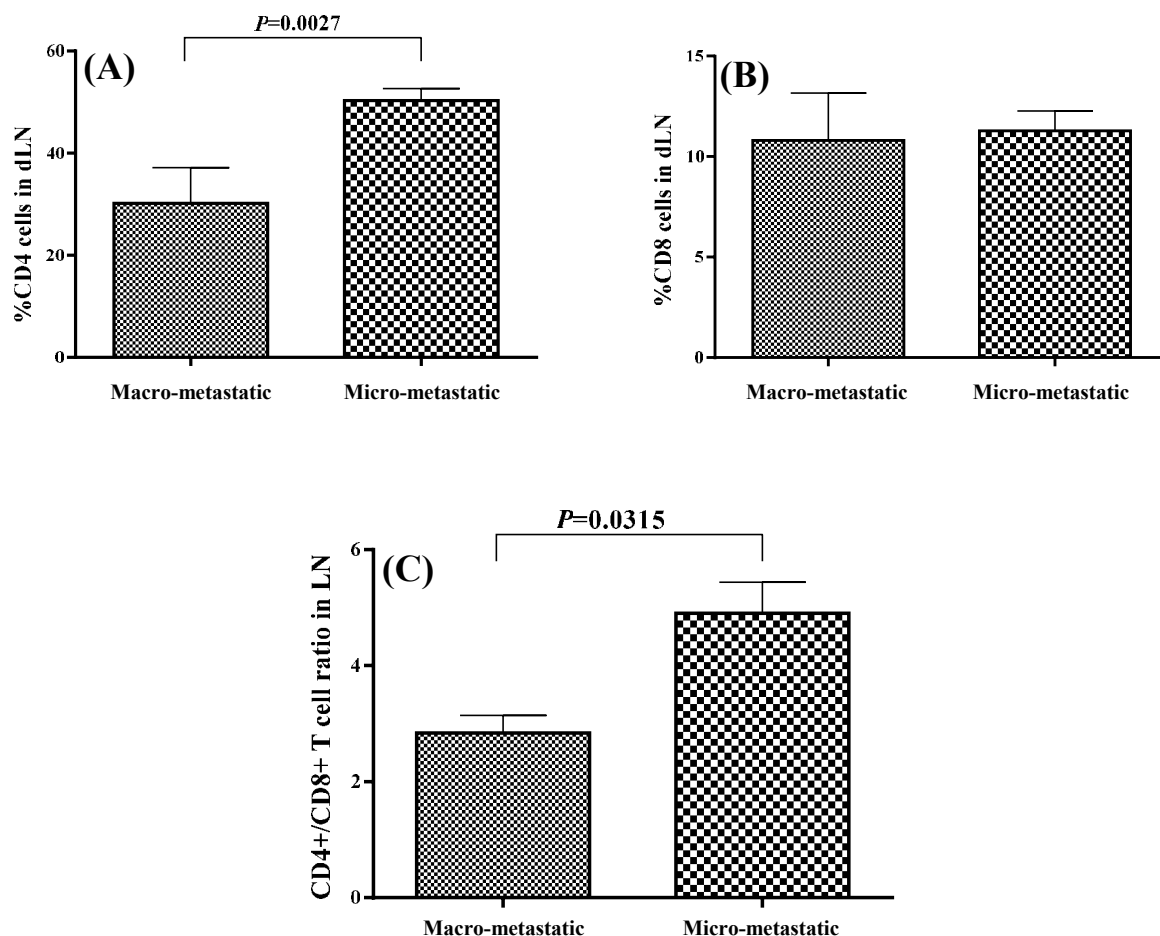 P=0.0027
(A)
%CD4 cells in dLN
60
40
20
0
Macro-metastatic Micro-metastatic
(B)
%CD8 cells in dLN
15
10
5
0
Macro-metastatic Micro-metastatic
P=0.0315
(C)
CD4+/CD8+ T cell ratio in LN
6
4
2
0
Macro-metastatic Micro-metastatic